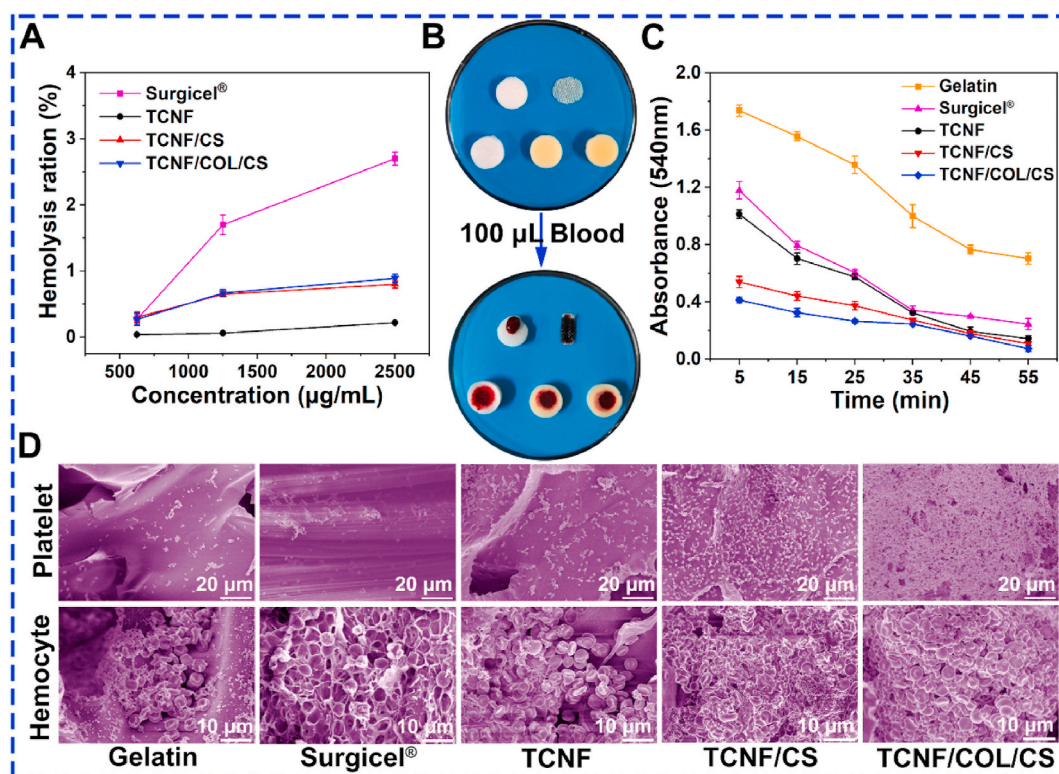 A
Hemolysis ration (%)
4
3
2
1
0
Surgicel®
TCNF
TCNF/CS
TCNF/COL/CS
500 1000 1500 2000 2500
Concentration (µg/mL)
B
100 µL Blood
C
Absorbance (540nm)
2.0
1.6
1.2
0.8
0.4
0.0
Gelatin
Surgicel®
TCNF
TCNF/CS
TCNF/COL/CS
5 15 25 35 45 55
Time (min)
D
Platelet
20 µm 20 µm 20 µm 20 µm 20 µm
Hemocyte
10 µm 10 µm 10 µm 10 µm 10 µm
Gelatin Surgicel® TCNF TCNF/CS TCNF/COL/CS